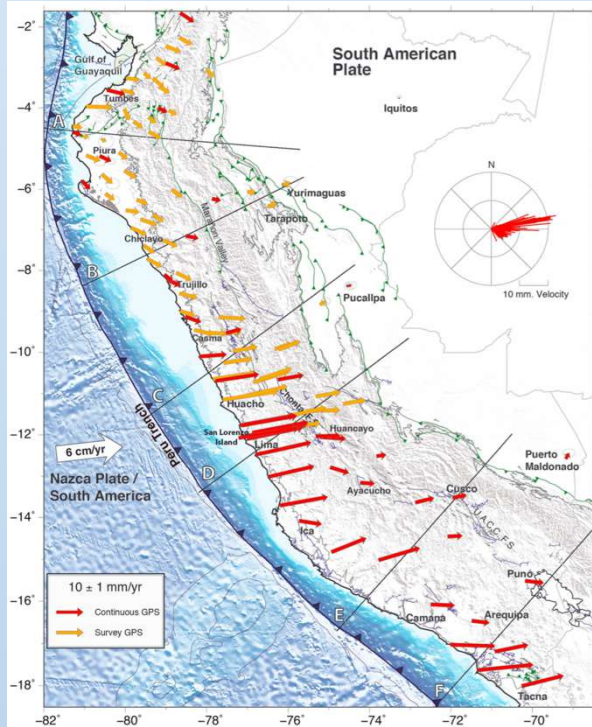 −2°
−4°
−6°
−8°
−10°
−12°
−14°
−16°
−18°
−82
−80°
−78°
−76°
−74°
−72°
−70°
South American
Plate
Gulf of
Guayaquil
Tumbes
Iquitos
A
Piura
N
Yurimaguas
Tarapoto
Marañon Valley
Chiclayo
10 mm. Velocity
B
Trujillo
Pucallpa
Casma
C
Huacho
Chonta F.
Peru Trench
San Lorenzo
Island
Lima
Huancayo
6 cm/yr
Nazca Plate /
South America
D
Puerto
Maldonado
Cusco
Ayacucho
Ica
U.A.C.C.-F.S
Puno
10 ± 1 mm/yr
Continuous GPS
Survey GPS
E
Camaná
Arequipa
F
Tacna